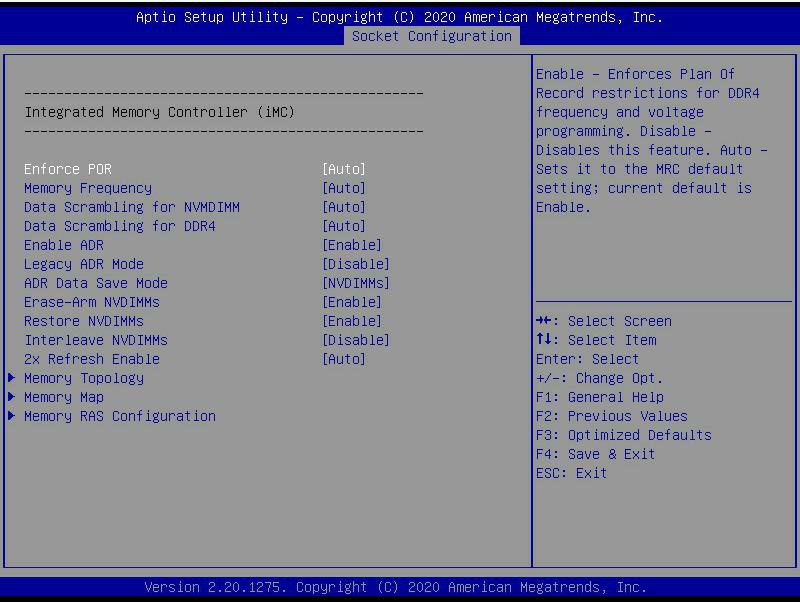 Aptio Setup Utility – Copyright (C) 2020 American Megatrends, Inc.
Socket Configuration
--------------------------------------------------
Integrated Memory Controller (iMC)
--------------------------------------------------
Enforce POR [Auto]
Memory Frequency [Auto]
Data Scrambling for NVMDIMM [Auto]
Data Scrambling for DDR4 [Auto]
Enable ADR [Enable]
Legacy ADR Mode [Disable]
ADR Data Save Mode [NVDIMMs]
Erase-Arm NVDIMMs [Enable]
Restore NVDIMMs [Enable]
Interleave NVDIMMs [Disable]
2x Refresh Enable [Auto]
Memory Topology
Memory Map
Memory RAS Configuration
Enable – Enforces Plan Of
Record restrictions for DDR4
frequency and voltage
programming. Disable –
Disables this feature. Auto –
Sets it to the MRC default
setting; current default is
Enable.
→←: Select Screen
↑↓: Select Item
Enter: Select
+/-: Change Opt.
F1: General Help
F2: Previous Values
F3: Optimized Defaults
F4: Save & Exit
ESC: Exit
Version 2.20.1275. Copyright (C) 2020 American Megatrends, Inc.